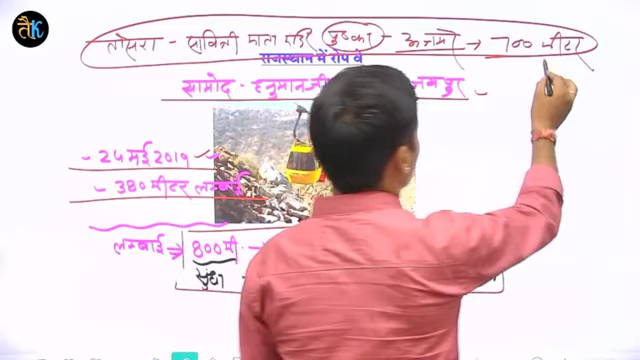 तीसरा - सावित्री माता मंदिर पुष्कर - अजमेर → 700 मीटर
राजस्थान में रोप वे
सामोद - हनुमानजी
- 24 मई 2019
- 380 मीटर लम्बाई
लम्बाई → 800 मी
सुंधा